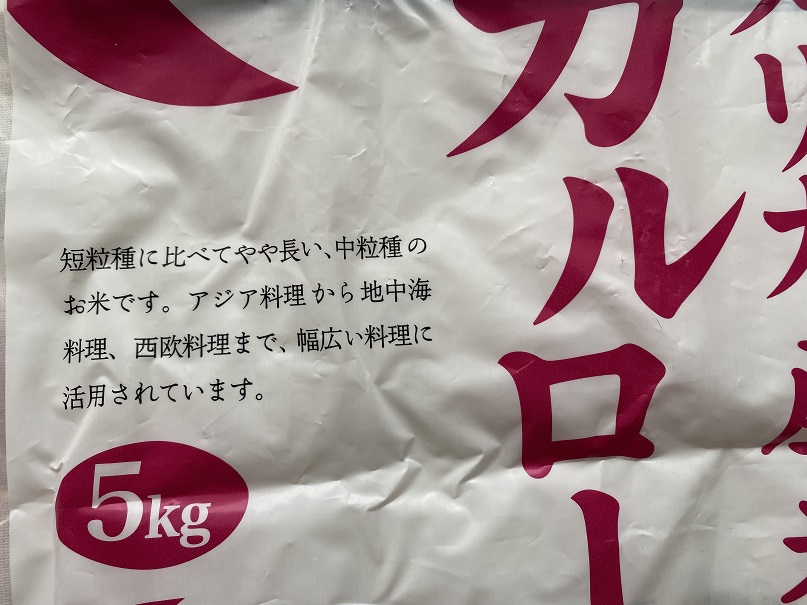 カルロー
短粒種に比べてやや長い、中粒種の
お米です。アジア料理から地中海
料理、西欧料理まで、幅広い料理に
活用されています。
5kg